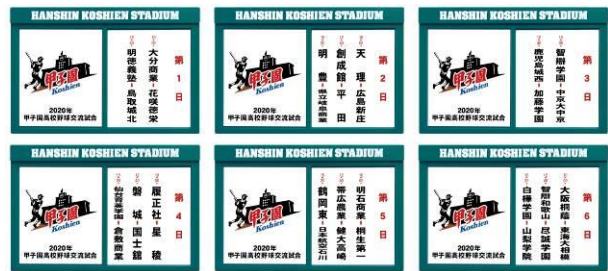 HANSHIN KOSHIEN STADIUM
第1日
大分商業-花咲徳栄
明徳義塾-鳥取城北
甲子園
Koshien
2020年
甲子園高校野球交流試合
HANSHIN KOSHIEN STADIUM
第2日
天理-広島新庄
創成館-平田
明豊-県立岐阜商業
甲子園
Koshien
2020年
甲子園高校野球交流試合
HANSHIN KOSHIEN STADIUM
第3日
智辯学園-中京大中京
鹿児島城西-加藤学園
甲子園
Koshien
2020年
甲子園高校野球交流試合
HANSHIN KOSHIEN STADIUM
第4日
履正社-星稜
磐城-国士舘
仙台育英学園-倉敷商業
甲子園
Koshien
2020年
甲子園高校野球交流試合
HANSHIN KOSHIEN STADIUM
第5日
明石商業-桐生第一
帯広農業-健大高崎
鶴岡東-日本航空石川
甲子園
Koshien
2020年
甲子園高校野球交流試合
HANSHIN KOSHIEN STADIUM
第6日
大阪桐蔭-東海大相模
智辯和歌山-尽誠学園
白樺学園-山梨学院
甲子園
Koshien
2020年
甲子園高校野球交流試合